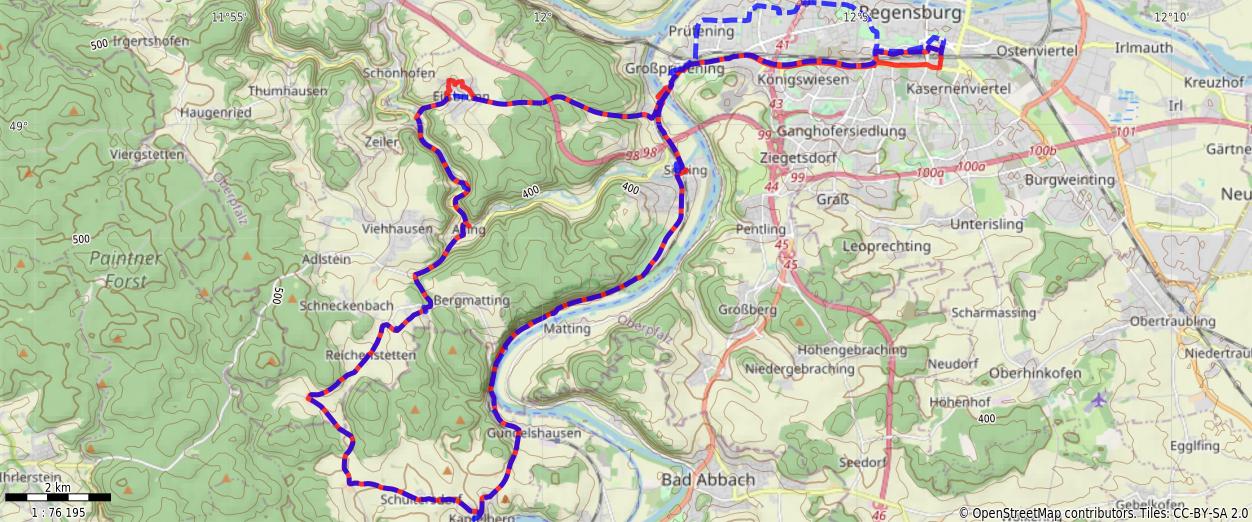 11°55'
12°
12°5'
12°10'
Regensburg
Prüfening
500
Irgertshofen
41
Ostenviertel
Irlmauth
Schönhofen
Großprüfening
Königswiesen
Kreuzhof
Thumhausen
Eilsbrunn
Kasernenviertel
Haugenried
43
Irl
49°
Ganghofersiedlung
101
Zeiler
99
Viergstetten
98 98
Ziegetsdorf
100b
Gärtne
Sinzing
99
100a
Burgweinting
Oberpfalz
400
400
44
Neu
Graß
Viehhausen
Alling
Pentling
Unterisling
500
45
Leoprechting
Paintner
Forst
Adlstein
45
500
Schneckenbach
Bergmatting
Großberg
Scharmassing
Matting
Oberpfalz
Obertraubling
Reichenstetten
Hohengebraching
Niedertrau
Niedergebraching
Neudorf
Oberhinkofen
Höhenhof
400
Gundelshausen
Egglfing
Seedorf
Ihrlerstein
Bad Abbach
2 km
Schultersdorf
Gebelkofen
1 : 76 195
Kapfelberg
46
© OpenStreetMap contributors. Tiles: CC-BY-SA 2.0